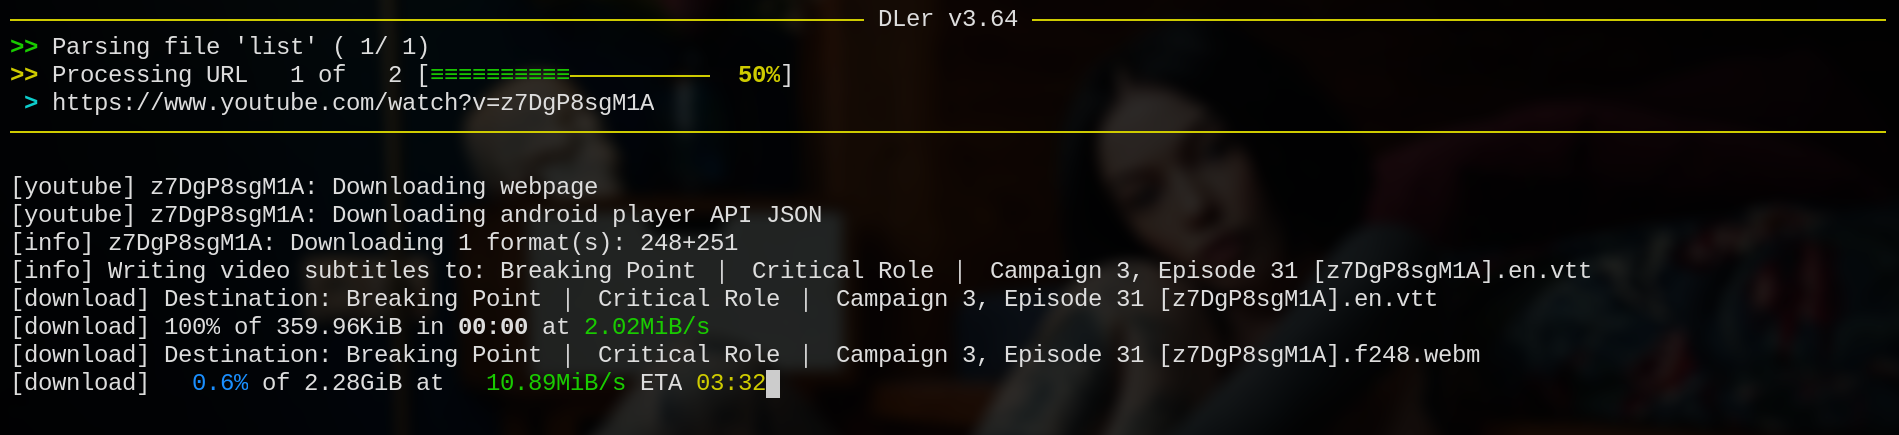 DLer v3.64
>> Parsing file 'list' ( 1/ 1)
>> Processing URL   1 of   2 [≡≡≡≡≡≡≡≡≡≡──────────  50%]
 > https://www.youtube.com/watch?v=z7DgP8sgM1A
[youtube] z7DgP8sgM1A: Downloading webpage
[youtube] z7DgP8sgM1A: Downloading android player API JSON
[info] z7DgP8sgM1A: Downloading 1 format(s): 248+251
[info] Writing video subtitles to: Breaking Point ｜ Critical Role ｜ Campaign 3, Episode 31 [z7DgP8sgM1A].en.vtt
[download] Destination: Breaking Point ｜ Critical Role ｜ Campaign 3, Episode 31 [z7DgP8sgM1A].en.vtt
[download] 100% of 359.96KiB in 00:00 at 2.02MiB/s
[download] Destination: Breaking Point ｜ Critical Role ｜ Campaign 3, Episode 31 [z7DgP8sgM1A].f248.webm
[download]   0.6% of 2.28GiB at   10.89MiB/s ETA 03:32